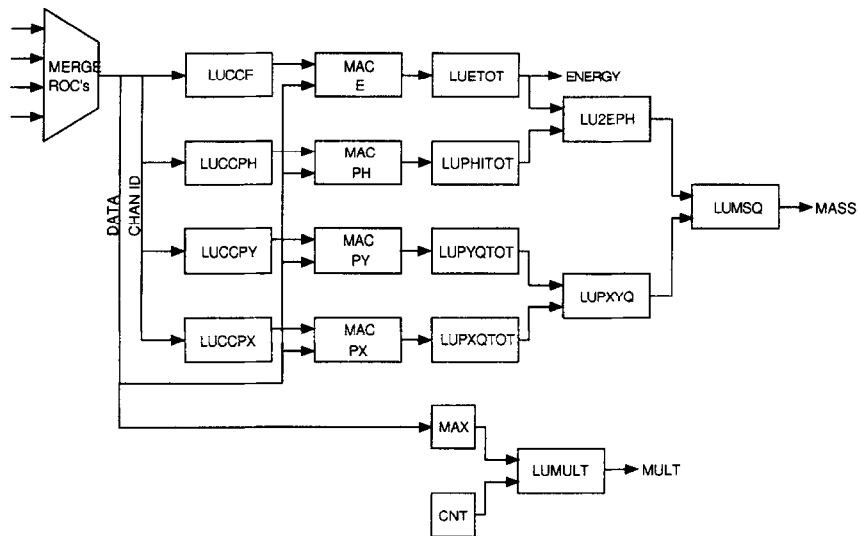 MERGE
ROC's
DATA
CHAN ID
LUCCF
MAC
E
LUETOT
ENERGY
LU2EPH
LUCCPH
MAC
PH
LUPHITOT
LUMSQ
MASS
LUCCPY
MAC
PY
LUPYQTOT
LUPXYQ
LUCCPX
MAC
PX
LUPXQTOT
MAX
LUMULT
MULT
CNT